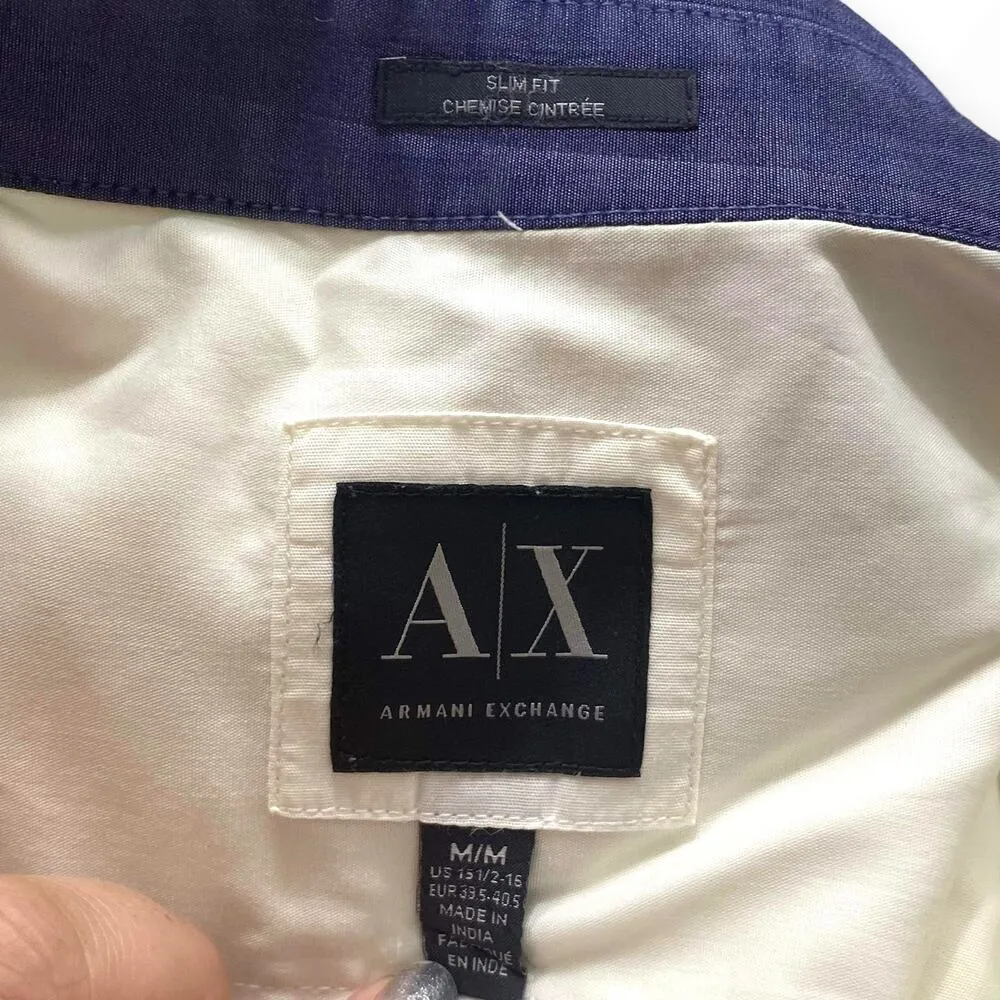 SLIM FIT
CHEMISE CINTRÉE
A|X
ARMANI EXCHANGE
M/M
US 15 1/2-16
EUR 39.5-40.5
MADE IN
INDIA
FABRIQUÉ
EN INDE